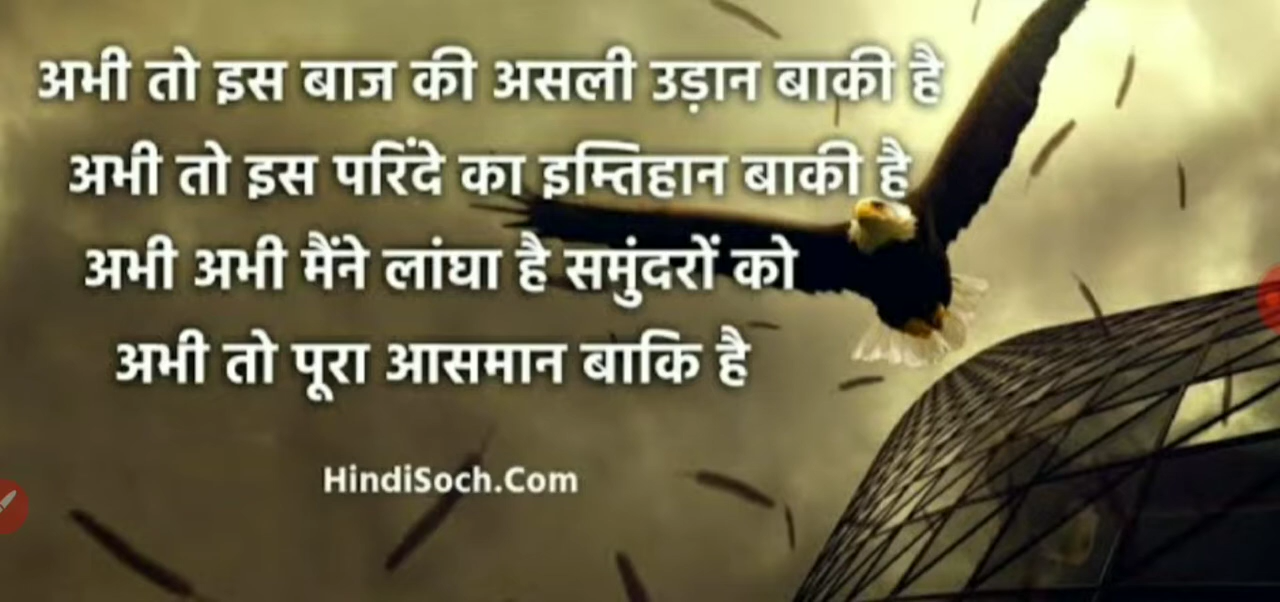 अभी तो इस बाज की असली उड़ान बाकी है
अभी तो इस परिंदे का इम्तिहान बाकी है
अभी अभी मैंने लांघा है समुंदरों को
अभी तो पूरा आसमान बाकि है
HindiSoch.Com